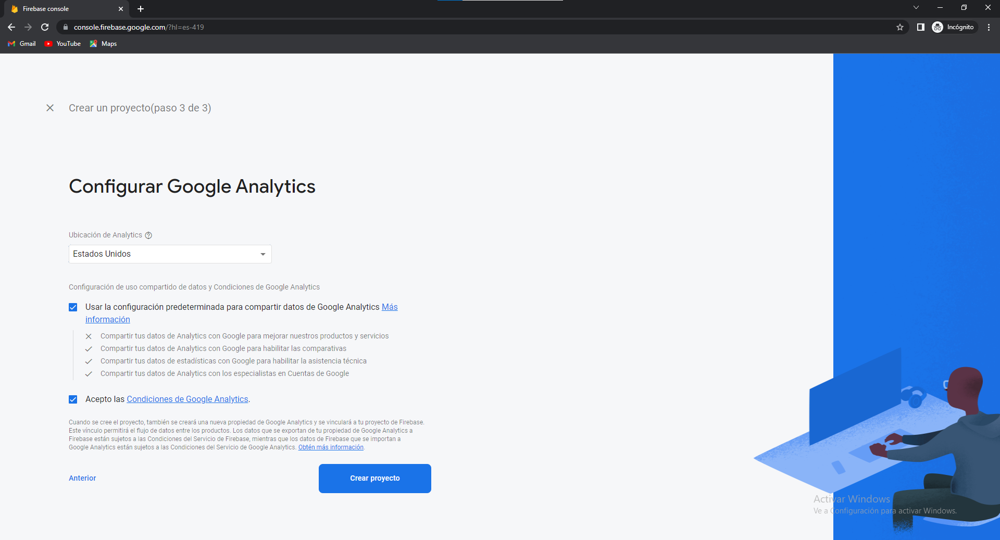 Firebase console
console.firebase.google.com/?hl=es-419
Incógnito
Gmail
YouTube
Maps
Crear un proyecto(paso 3 de 3)
Configurar Google Analytics
Ubicación de Analytics
Estados Unidos
Configuración de uso compartido de datos y Condiciones de Google Analytics
Usar la configuración predeterminada para compartir datos de Google Analytics Más
información
Compartir tus datos de Analytics con Google para mejorar nuestros productos y servicios
Compartir tus datos de Analytics con Google para habilitar las comparativas
Compartir tus datos de estadísticas con Google para habilitar la asistencia técnica
Compartir tus datos de Analytics con los especialistas en Cuentas de Google
Acepto las Condiciones de Google Analytics.
Cuando se cree el proyecto, también se creará una nueva propiedad de Google Analytics y se vinculará a tu proyecto de Firebase.
Este vínculo permitirá el flujo de datos entre los productos. Los datos que se exportan de tu propiedad de Google Analytics a
Firebase están sujetos a las Condiciones del Servicio de Firebase, mientras que los datos de Firebase que se importan a
Google Analytics están sujetos a las Condiciones del Servicio de Google Analytics. Obtén más información.
Anterior
Crear proyecto
Activar Windows
Ve a Configuración para activar Windows.